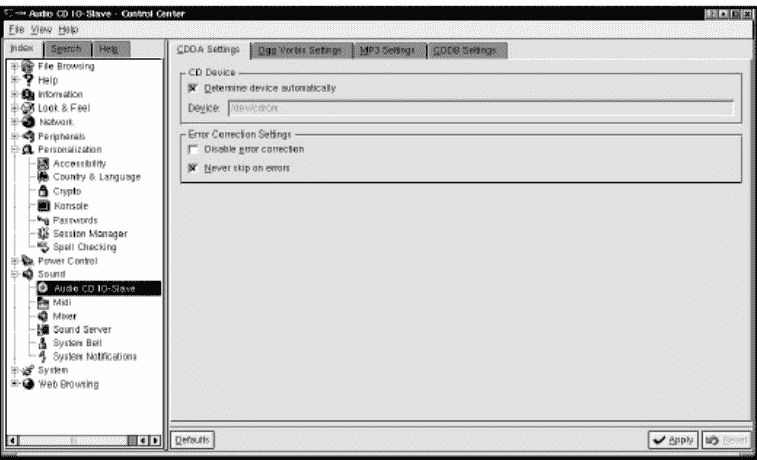 Audio CD IO-Slave - Control Center
File View Help
Index Search Help
File Browsing
Help
Information
Look & Feel
Network
Peripherals
Personalization
Accessibility
Country & Language
Crypto
Konsole
Passwords
Session Manager
Spell Checking
Power Control
Sound
Audio CD IO-Slave
Midi
Mixer
Sound Server
System Bell
System Notifications
System
Web Browsing
CDDA Settings Ogg Vorbis Settings MP3 Settings CDDB Settings
CD Device
Determine device automatically
Device: /dev/cdrom
Error Correction Settings
Disable error correction
Never skip on errors
Defaults Apply Reset